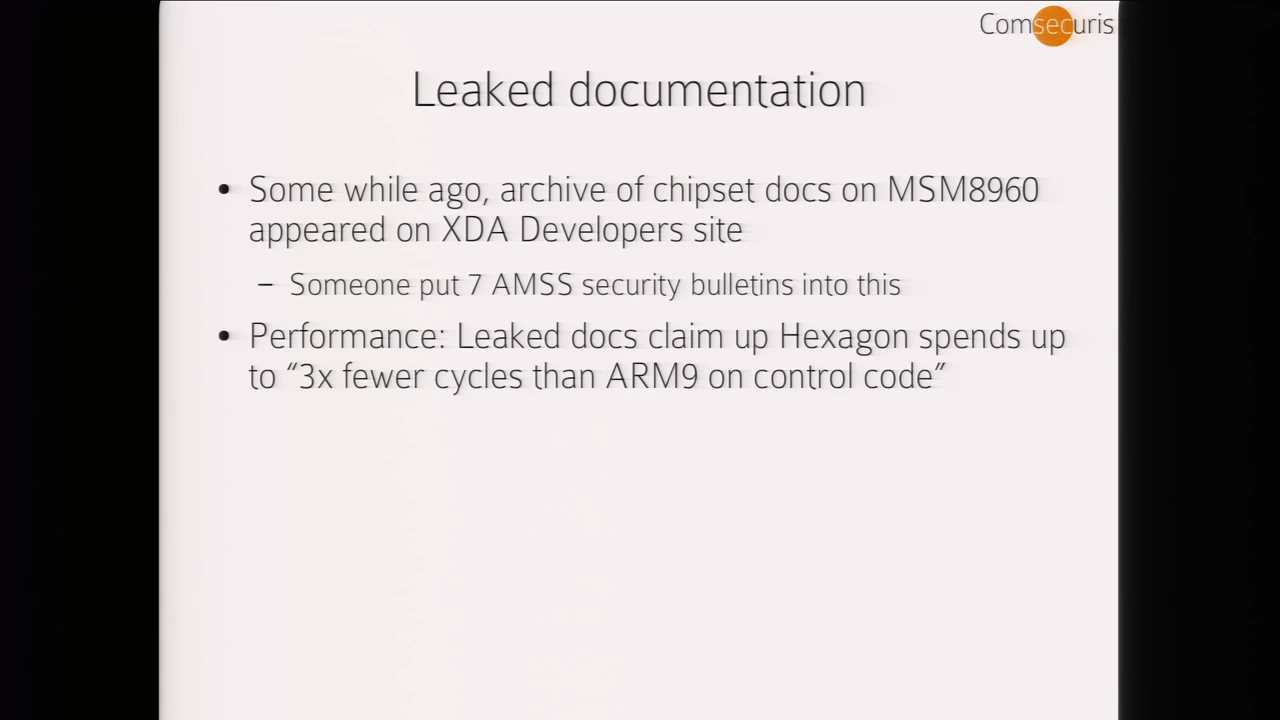 Comsecuris
Leaked documentation
• Some while ago, archive of chipset docs on MSM8960
appeared on XDA Developers site
– Someone put 7 AMSS security bulletins into this
• Performance: Leaked docs claim up Hexagon spends up
to “3x fewer cycles than ARM9 on control code”